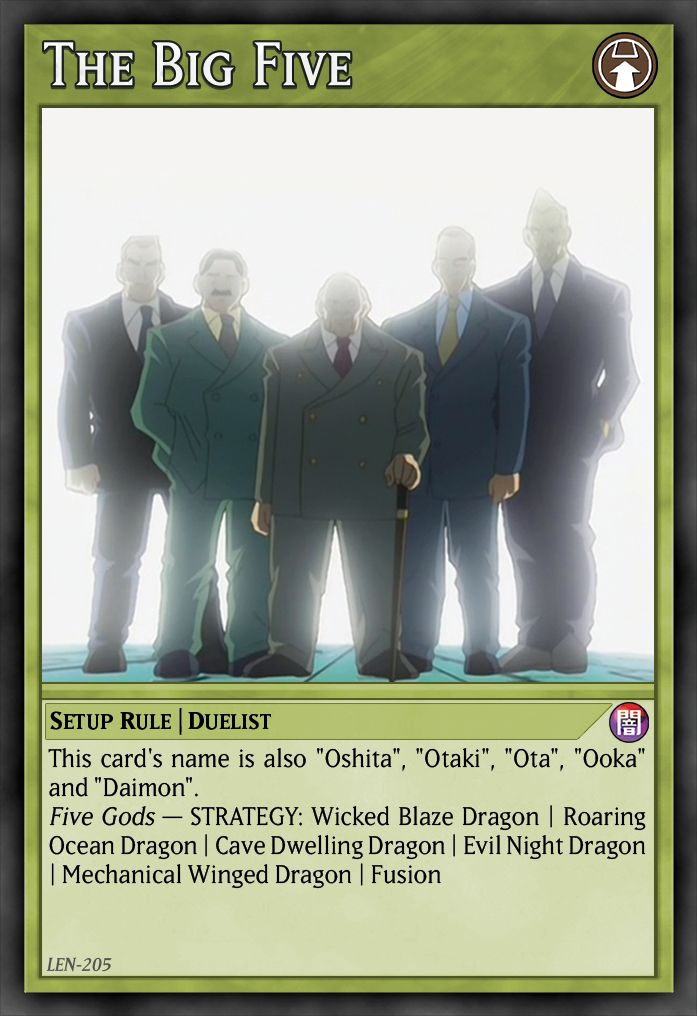 The Big Five
Setup Rule | Duelist
闇
This card's name is also "Oshita", "Otaki", "Ota", "Ooka"
and "Daimon".
Five Gods — STRATEGY: Wicked Blaze Dragon | Roaring
Ocean Dragon | Cave Dwelling Dragon | Evil Night Dragon
| Mechanical Winged Dragon | Fusion
LEN-205